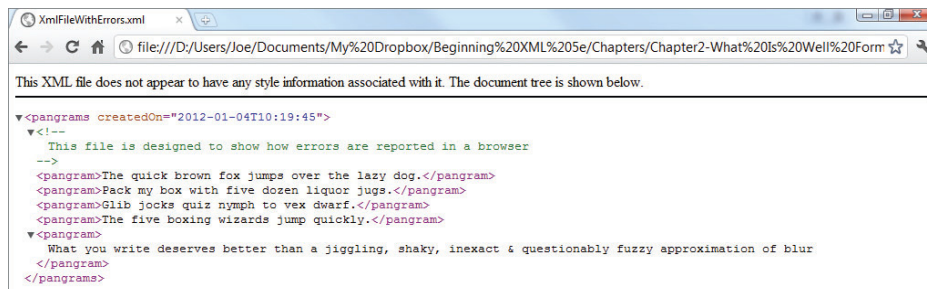 XmlFileWithErrors.xml
file:///D:/Users/Joe/Documents/My%20Dropbox/Beginning%20XML%205e/Chapters/Chapter2-What%20Is%20Well%20Form
This XML file does not appear to have any style information associated with it. The document tree is shown below.
▼<pangrams createdOn="2012-01-04T10:19:45">
▼<!--
This file is designed to show how errors are reported in a browser
-->
<pangram>The quick brown fox jumps over the lazy dog.</pangram>
<pangram>Pack my box with five dozen liquor jugs.</pangram>
<pangram>Glib jocks quiz nymph to vex dwarf.</pangram>
<pangram>The five boxing wizards jump quickly.</pangram>
▼<pangram>
What you write deserves better than a jiggling, shaky, inexact & questionably fuzzy approximation of blur
</pangram>
</pangrams>